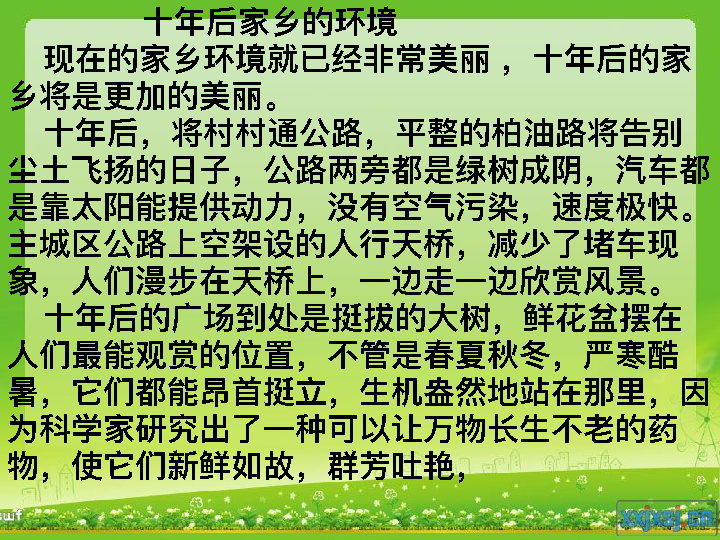 十年后家乡的环境
现在的家乡环境就已经非常美丽 ，十年后的家
乡将是更加的美丽。
十年后，将村村通公路，平整的柏油路将告别
尘土飞扬的日子，公路两旁都是绿树成阴，汽车都
是靠太阳能提供动力，没有空气污染，速度极快。
主城区公路上空架设的人行天桥，减少了堵车现
象，人们漫步在天桥上，一边走一边欣赏风景。
十年后的广场到处是挺拔的大树，鲜花盆摆在
人们最能观赏的位置，不管是春夏秋冬，严寒酷
暑，它们都能昂首挺立，生机盎然地站在那里，因
为科学家研究出了一种可以让万物长生不老的药
物，使它们新鲜如故，群芳吐艳，
swf
xxjxsj.cn